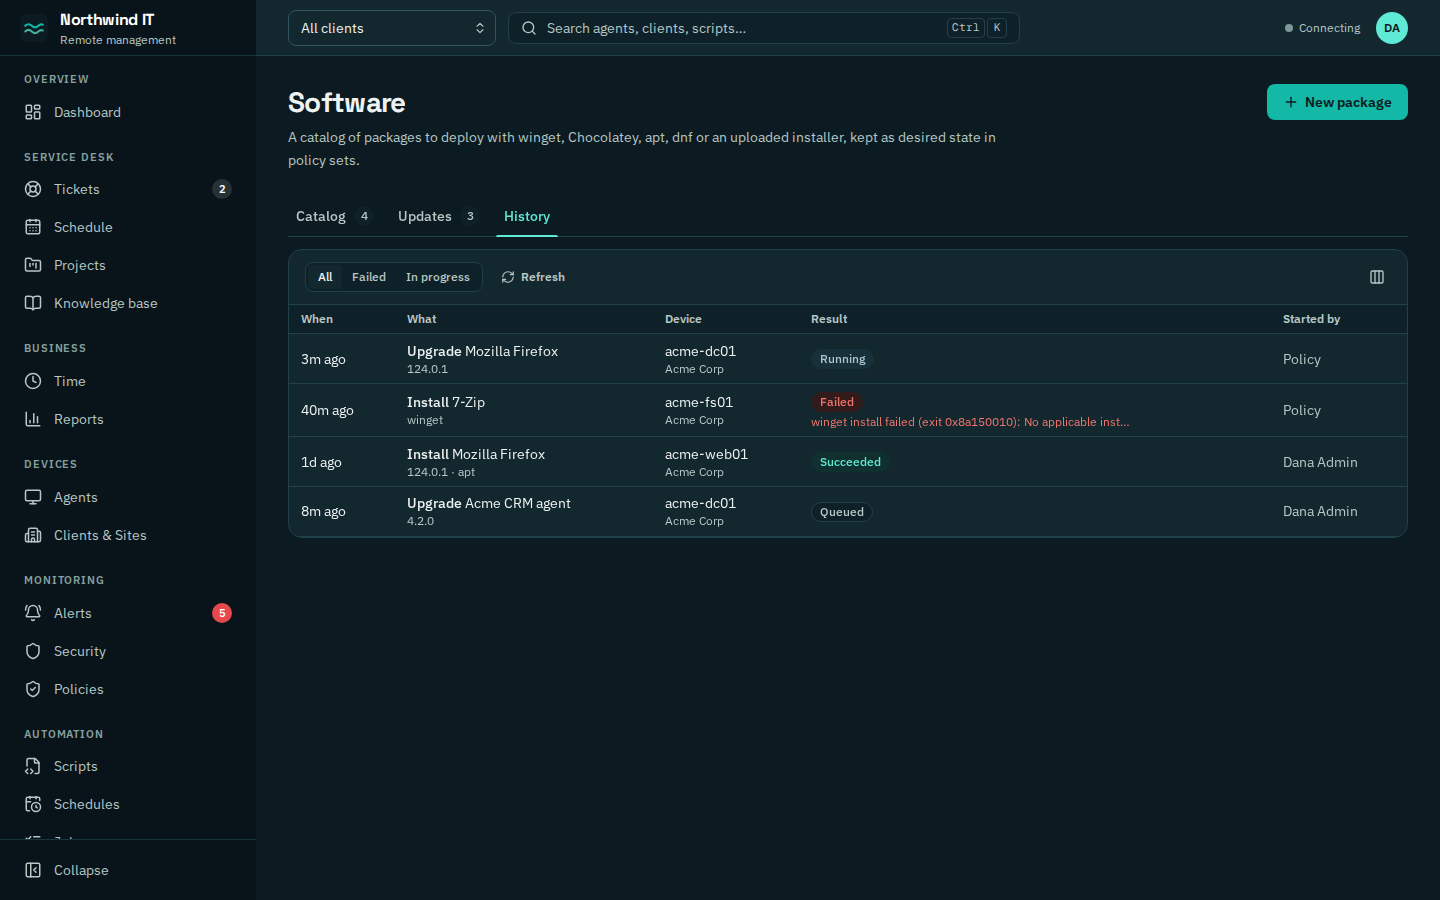 Northwind IT
Remote management
All clients
Search agents, clients, scripts...
Ctrl K
Connecting
DA
OVERVIEW
Dashboard
SERVICE DESK
Tickets 2
Schedule
Projects
Knowledge base
BUSINESS
Time
Reports
DEVICES
Agents
Clients & Sites
MONITORING
Alerts 5
Security
Policies
AUTOMATION
Scripts
Schedules
Collapse
Software
New package
A catalog of packages to deploy with winget, Chocolatey, apt, dnf or an uploaded installer, kept as desired state in
policy sets.
Catalog 4 Updates 3 History
All Failed In progress Refresh
When What Device Result Started by
3m ago Upgrade Mozilla Firefox acme-dc01 Running Policy
124.0.1 Acme Corp
40m ago Install 7-Zip acme-fs01 Failed Policy
winget Acme Corp winget install failed (exit 0x8a150010): No applicable inst...
1d ago Install Mozilla Firefox acme-web01 Succeeded Dana Admin
124.0.1 · apt Acme Corp
8m ago Upgrade Acme CRM agent acme-dc01 Queued Dana Admin
4.2.0 Acme Corp